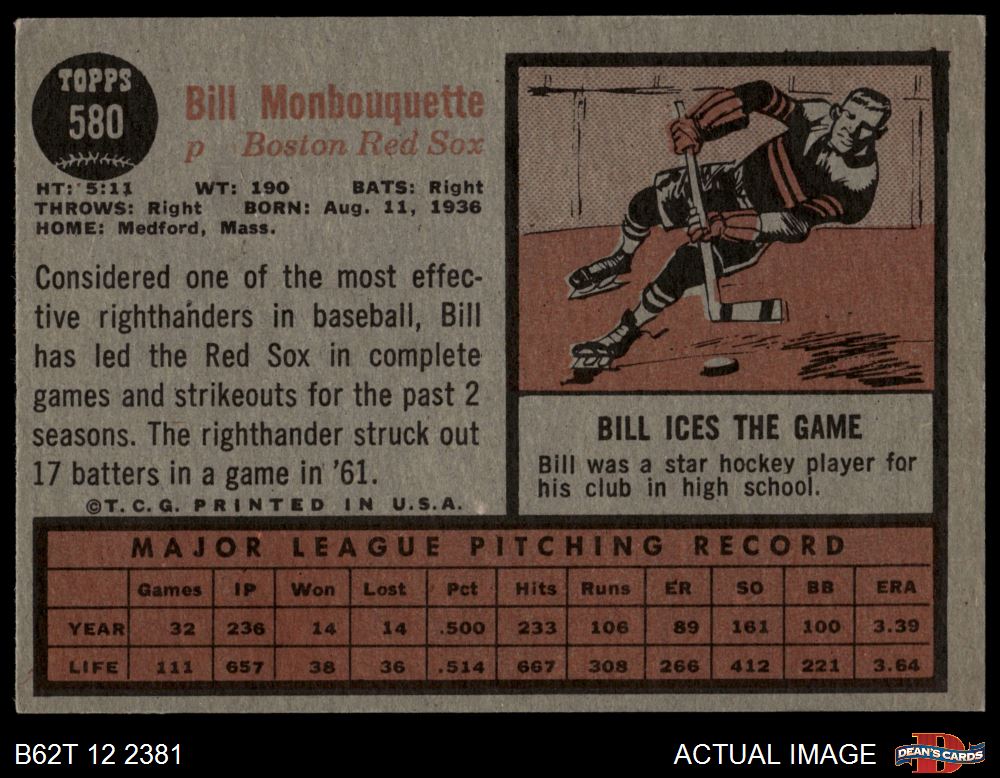 TOPPS
580
Bill Monbouquette
p Boston Red Sox
HT: 5:11 WT: 190 BATS: Right
THROWS: Right BORN: Aug. 11, 1936
HOME: Medford, Mass.
Considered one of the most effec-
tive righthanders in baseball, Bill
has led the Red Sox in complete
games and strikeouts for the past 2
seasons. The righthander struck out
17 batters in a game in '61.
©T.C.G. PRINTED IN U.S.A.
BILL ICES THE GAME
Bill was a star hockey player for
his club in high school.
MAJOR LEAGUE PITCHING RECORD
Games IP Won Lost Pct Hits Runs ER SO BB ERA
YEAR 32 236 14 14 .500 233 106 89 161 100 3.39
LIFE 111 657 38 36 .514 667 308 266 412 221 3.64
B62T 12 2381
ACTUAL IMAGE
DEAN'S CARDS